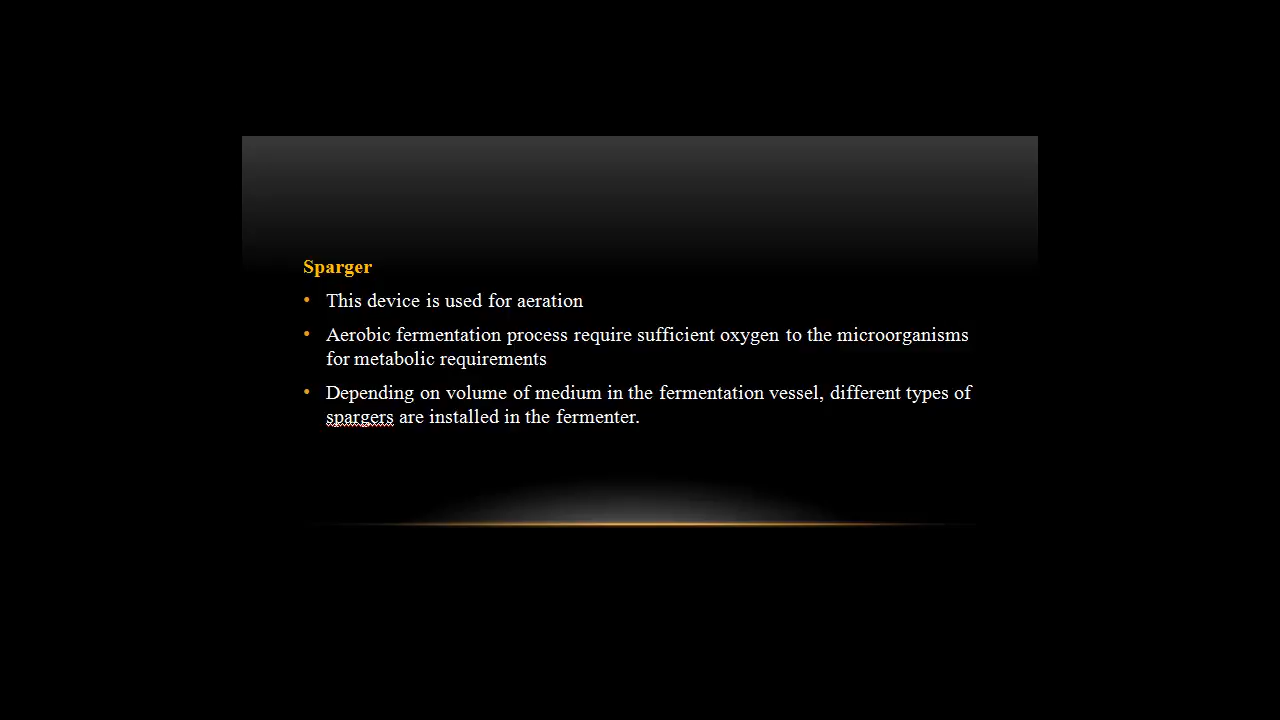 Sparger
• This device is used for aeration
• Aerobic fermentation process require sufficient oxygen to the microorganisms
for metabolic requirements
• Depending on volume of medium in the fermentation vessel, different types of
spargers are installed in the fermenter.